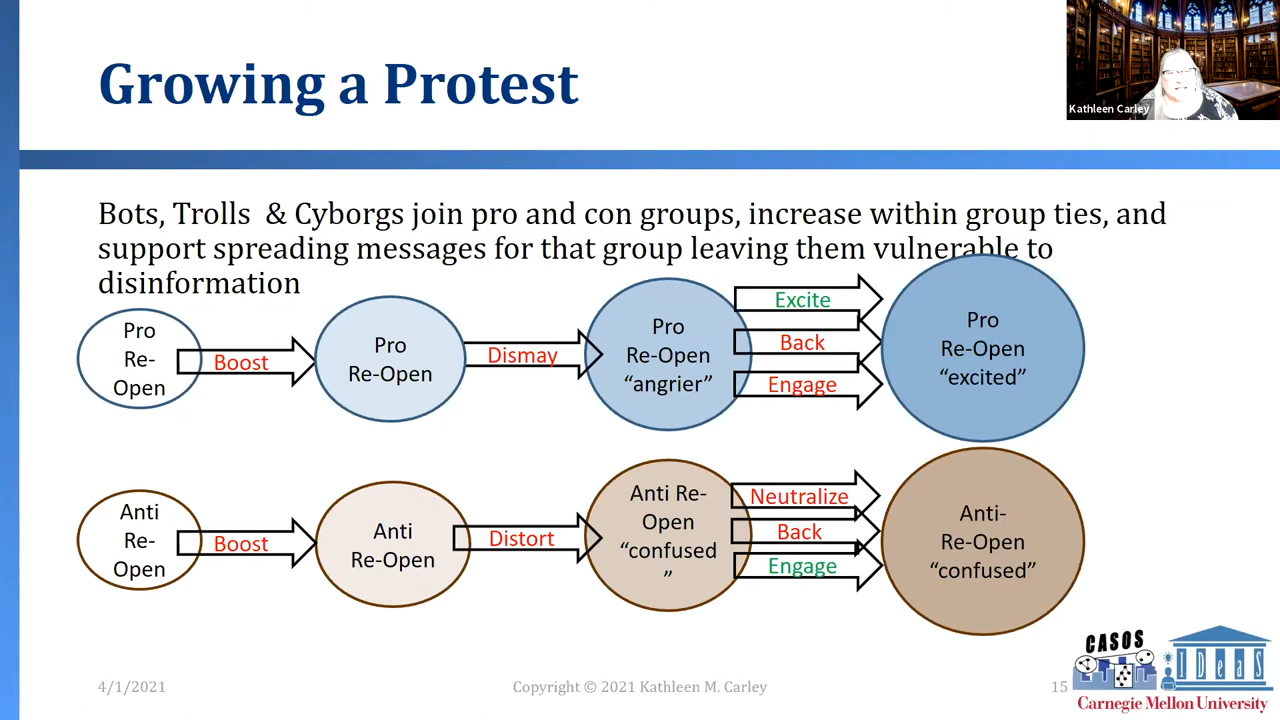 Growing a Protest
Kathleen Carley
Bots, Trolls & Cyborgs join pro and con groups, increase within group ties, and
support spreading messages for that group leaving them vulnerable to
disinformation
Pro
Re-
Open
Boost
Pro
Re-Open
Dismay
Pro
Re-Open
“angrier”
Excite
Back
Engage
Pro
Re-Open
“excited”
Anti
Re-
Open
Boost
Anti
Re-Open
Distort
Anti Re-
Open
“confused
”
Neutralize
Back
Engage
Anti-
Re-Open
“confused”
4/1/2021
Copyright © 2021 Kathleen M. Carley
15
CASOS
IDeaS
Carnegie Mellon University